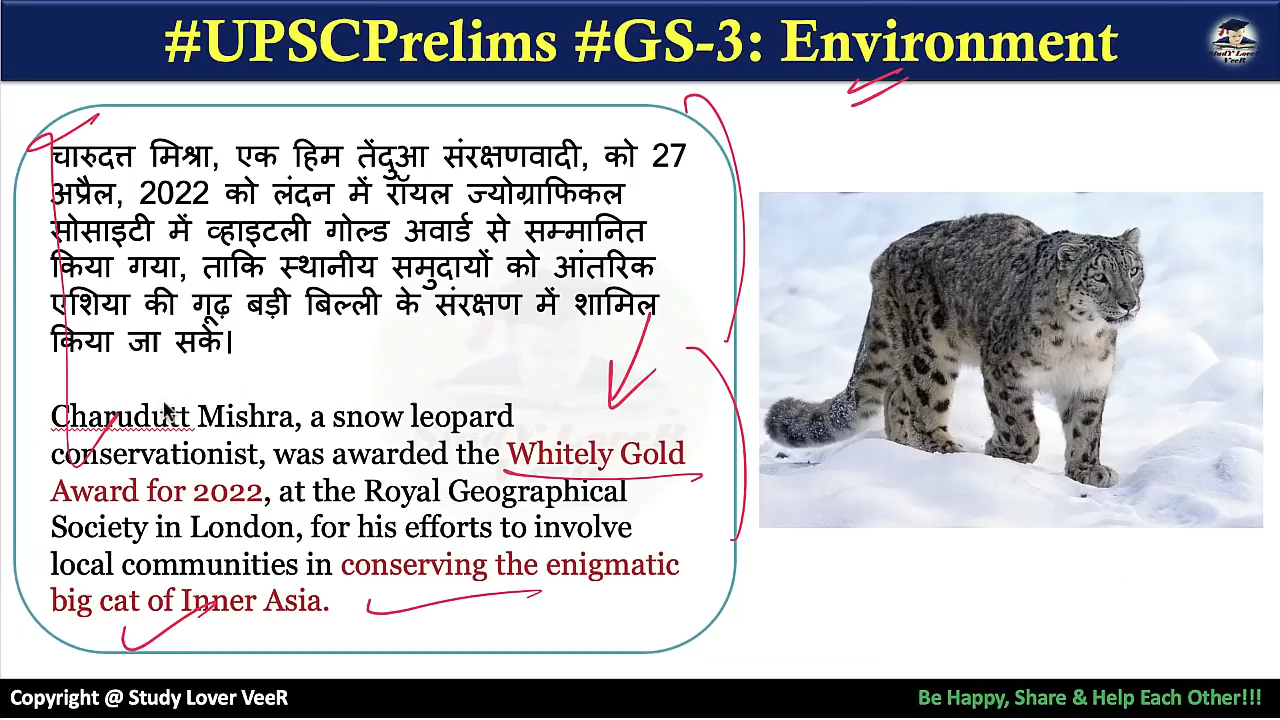 #UPSCPrelims #GS-3: Environment
StudY Lover
VeeR
चारुदत्त मिश्रा, एक हिम तेंदुआ संरक्षणवादी, को 27
अप्रैल, 2022 को लंदन में रॉयल ज्योग्राफिकल
सोसाइटी में व्हाइटली गोल्ड अवार्ड से सम्मानित
किया गया, ताकि स्थानीय समुदायों को आंतरिक
एशिया की गूढ़ बड़ी बिल्ली के संरक्षण में शामिल
किया जा सके।
Charudutt Mishra, a snow leopard
conservationist, was awarded the Whitely Gold
Award for 2022, at the Royal Geographical
Society in London, for his efforts to involve
local communities in conserving the enigmatic
big cat of Inner Asia.
Copyright @ Study Lover VeeR
Be Happy, Share & Help Each Other!!!